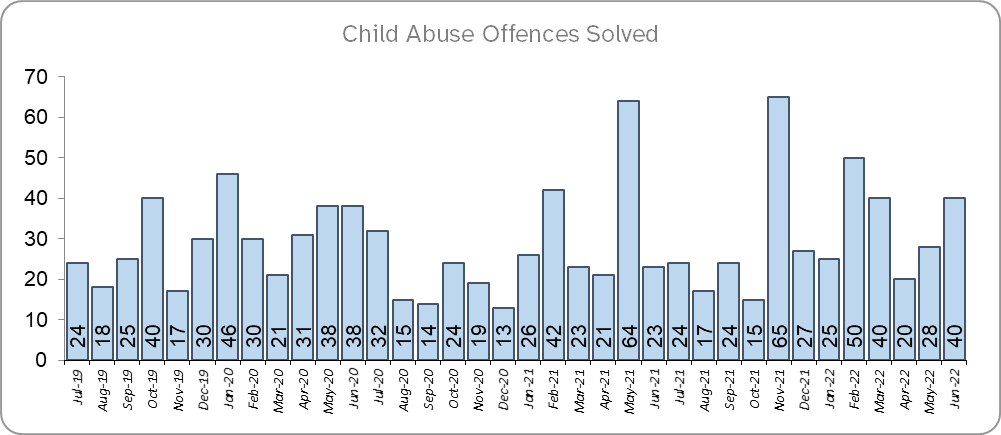 Child Abuse Offences Solved
70
60
50
40
30
20
10
0
24 18 25 40 17 30 46 30 21 31 38 38 32 15 14 24 19 13 26 42 23 21 64 23 24 17 24 15 65 27 25 50 40 20 28 40
Jul-19 Aug-19 Sep-19 Oct-19 Nov-19 Dec-19 Jan-20 Feb-20 Mar-20 Apr-20 May-20 Jun-20 Jul-20 Aug-20 Sep-20 Oct-20 Nov-20 Dec-20 Jan-21 Feb-21 Mar-21 Apr-21 May-21 Jun-21 Jul-21 Aug-21 Sep-21 Oct-21 Nov-21 Dec-21 Jan-22 Feb-22 Mar-22 Apr-22 May-22 Jun-22